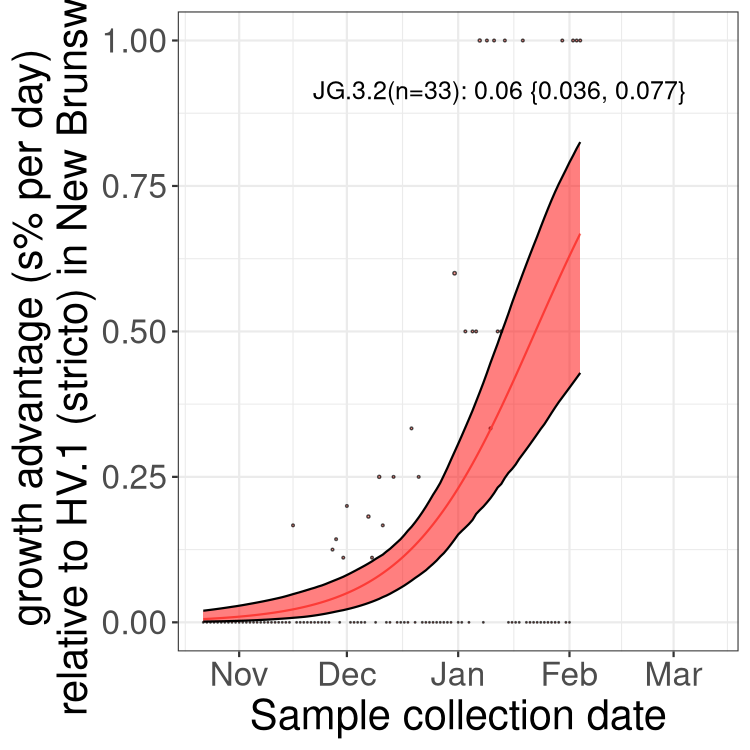 growth advantage (s% per day)
relative to HV.1 (stricto) in New Brunsw
1.00
0.75
0.50
0.25
0.00
JG.3.2(n=33): 0.06 {0.036, 0.077}
Nov Dec Jan Feb Mar
Sample collection date